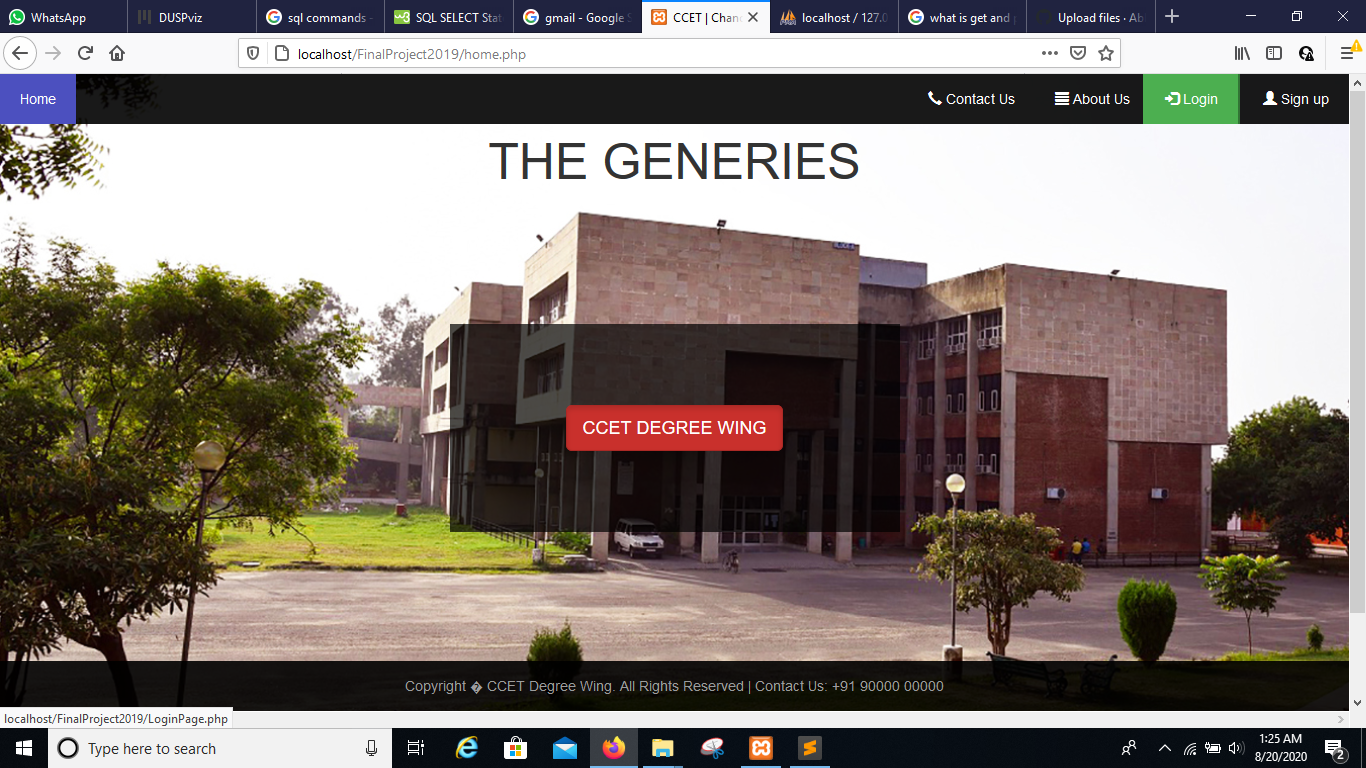 WhatsApp
DUSPviz
sql commands -
SQL SELECT Stat
gmail - Google S
CCET | Chan
localhost / 127.0
what is get and p
Upload files · Ab
localhost/FinalProject2019/home.php
Home
Contact Us
About Us
Login
Sign up
THE GENERIES
CCET DEGREE WING
Copyright � CCET Degree Wing. All Rights Reserved | Contact Us: +91 90000 00000
localhost/FinalProject2019/LoginPage.php
Type here to search
1:25 AM
8/20/2020
2